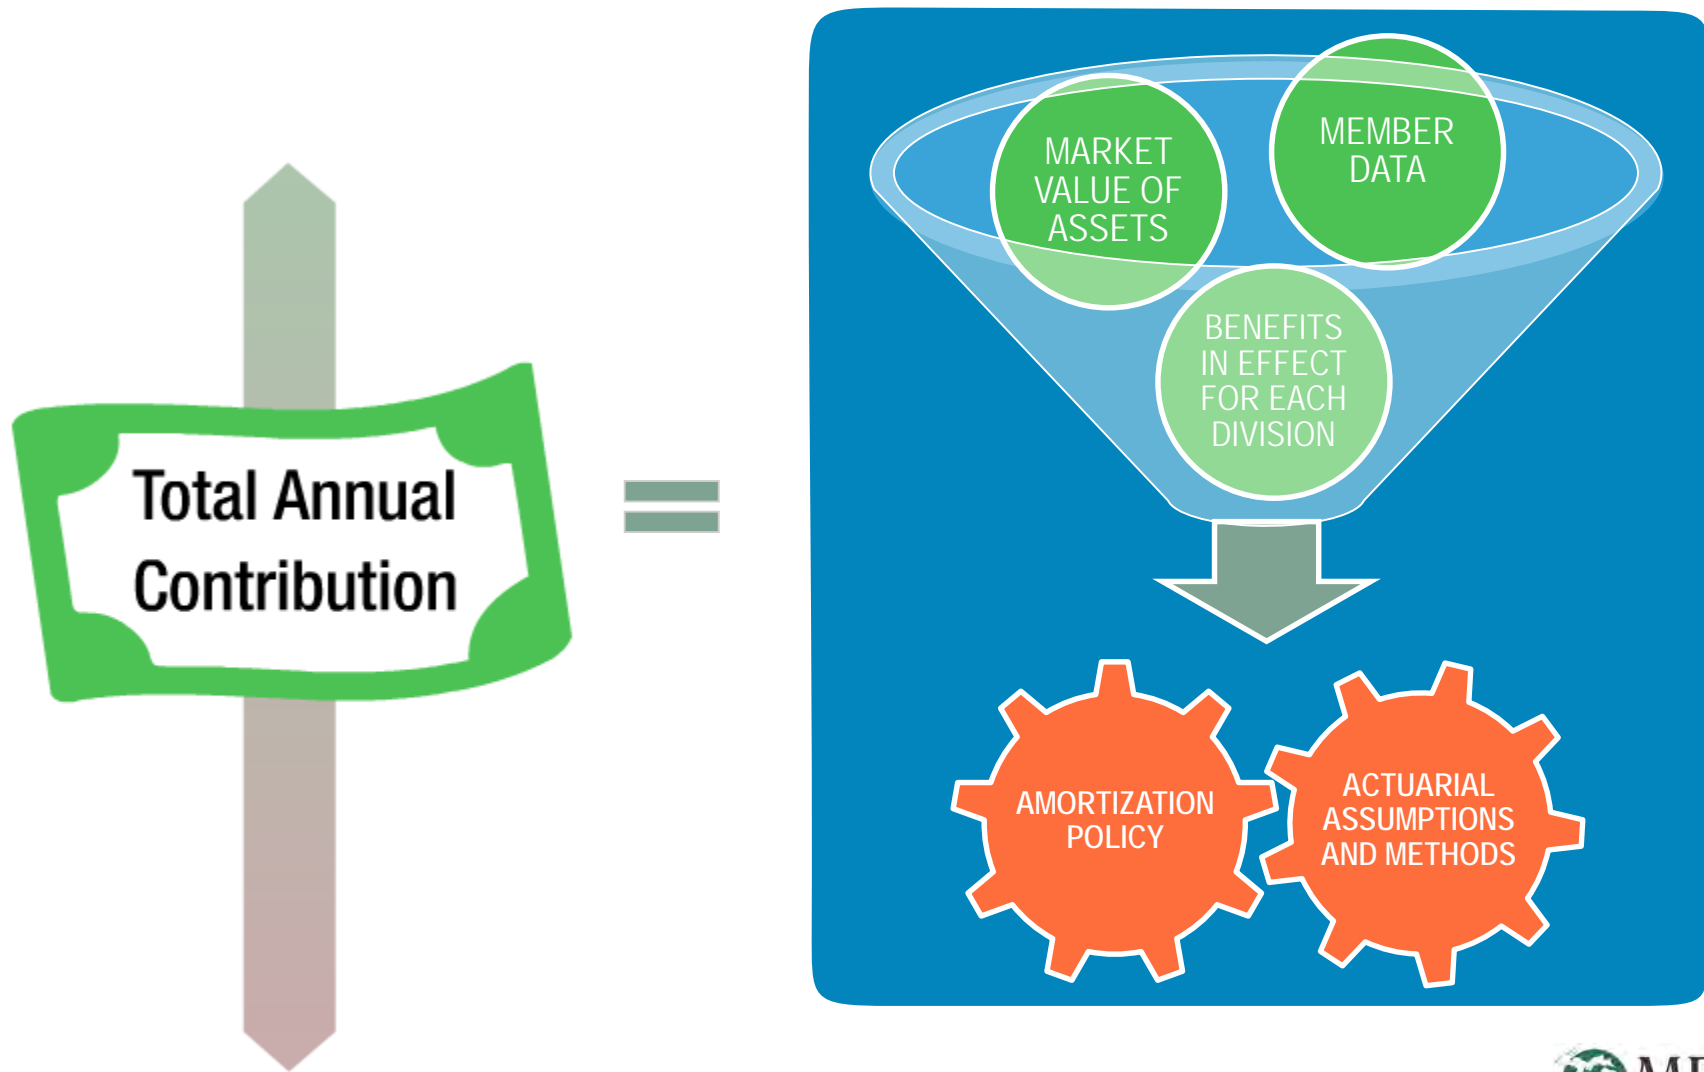 Total Annual
Contribution
MARKET
VALUE OF
ASSETS
MEMBER
DATA
BENEFITS
IN EFFECT
FOR EACH
DIVISION
AMORTIZATION
POLICY
ACTUARIAL
ASSUMPTIONS
AND METHODS